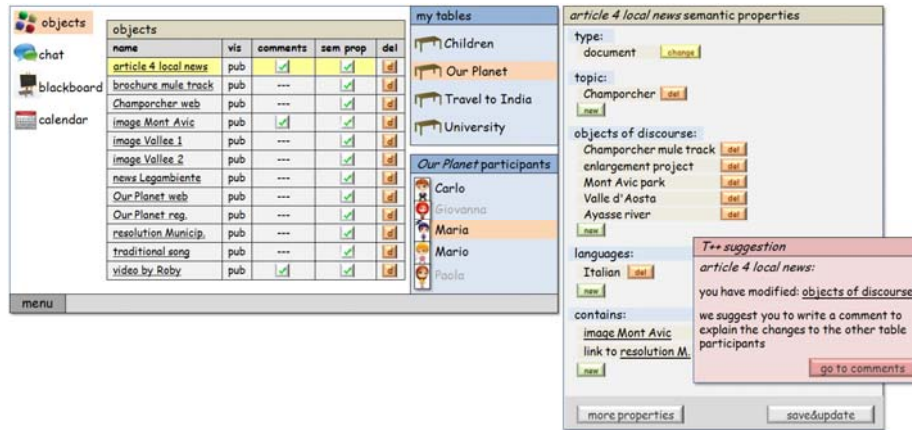 objects
chat
blackboard
calendar
objects
name vis comments sem prop del
article 4 local news pub d
brochure mule track pub --- d
Champorcher web pub --- d
image Mont Avic pub d
image Vallee 1 pub --- d
image Vallee 2 pub --- d
news Legambiente pub --- d
Our Planet web pub --- d
Our Planet reg. pub --- d
resolution Municip. pub --- d
traditional song pub --- d
video by Roby pub d
menu
my tables
Children
Our Planet
Travel to India
University
Our Planet participants
Carlo
Giovanna
Maria
Mario
Paola
article 4 local news semantic properties
type:
document change
topic:
Champorcher del
new
objects of discourse:
Champorcher mule track del
enlargement project del
Mont Avic park del
Valle d'Aosta del
Ayasse river del
new
languages:
Italian del
new
contains:
image Mont Avic
link to resolution M.
new
more properties save&update
T++ suggestion
article 4 local news:
you have modified: objects of discourse
we suggest you to write a comment to
explain the changes to the other table
participants
go to comments